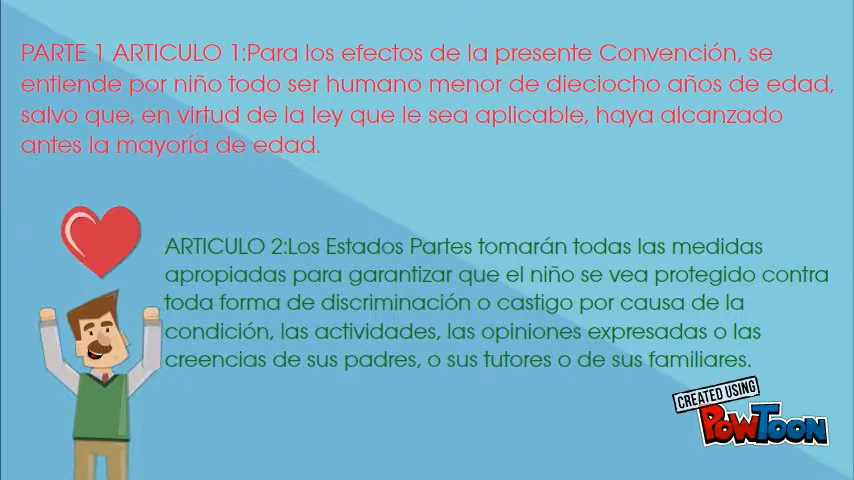 PARTE 1 ARTICULO 1:Para los efectos de la presente Convención, se
entiende por niño todo ser humano menor de dieciocho años de edad,
salvo que, en virtud de la ley que le sea aplicable, haya alcanzado
antes la mayoría de edad.
ARTICULO 2:Los Estados Partes tomarán todas las medidas
apropiadas para garantizar que el niño se vea protegido contra
toda forma de discriminación o castigo por causa de la
condición, las actividades, las opiniones expresadas o las
creencias de sus padres, o sus tutores o de sus familiares.
CREATED USING
POWTOON